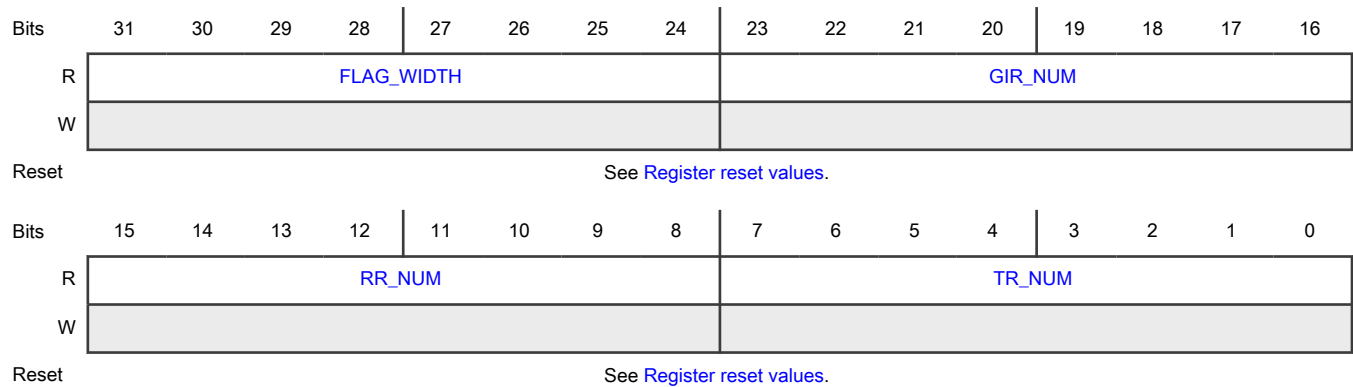 Bits 31 30 29 28 27 26 25 24 23 22 21 20 19 18 17 16
R FLAG_WIDTH GIR_NUM
W
Reset See Register reset values.
Bits 15 14 13 12 11 10 9 8 7 6 5 4 3 2 1 0
R RR_NUM TR_NUM
W
Reset See Register reset values.